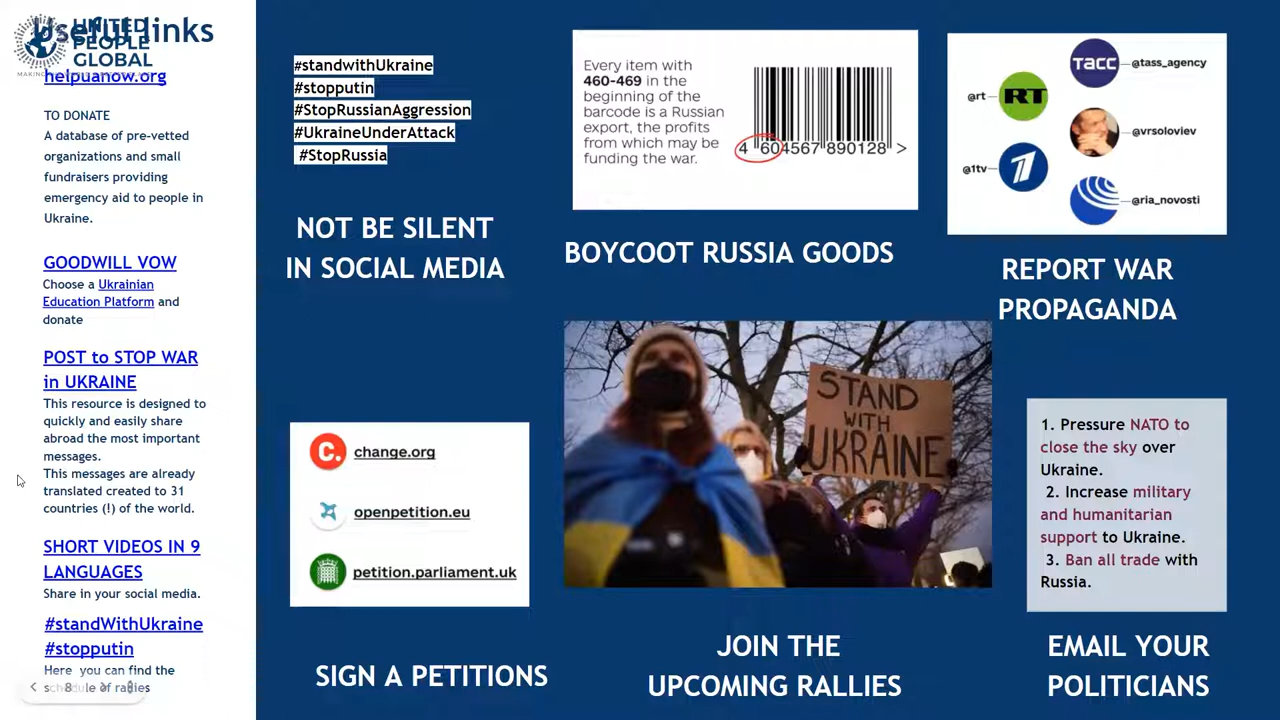 Useful links
UNITED
PEOPLE
GLOBAL
helpuanow.org
TO DONATE
A database of pre-vetted
organizations and small
fundraisers providing
emergency aid to people in
Ukraine.
GOODWILL VOW
Choose a Ukrainian
Education Platform and
donate
POST to STOP WAR
in UKRAINE
This resource is designed to
quickly and easily share
abroad the most important
messages.
This messages are already
translated created to 31
countries (!) of the world.
SHORT VIDEOS IN 9
LANGUAGES
Share in your social media.
#standWithUkraine
#stopputin
Here you can find the
schedule of rallies
8
#standwithUkraine
#stopputin
#StopRussianAggression
#UkraineUnderAttack
#StopRussia
NOT BE SILENT
IN SOCIAL MEDIA
Every item with
460-469 in the
beginning of the
barcode is a Russian
export, the profits
from which may be
funding the war.
4 604567 890128 >
BOYCOOT RUSSIA GOODS
@rt
RT
@1tv
1
ТАСС
@tass_agency
@vrsoloviev
@ria_novosti
REPORT WAR
PROPAGANDA
C.
change.org
openpetition.eu
petition.parliament.uk
SIGN A PETITIONS
STAND
WITH
UKRAINE
JOIN THE
UPCOMING RALLIES
1. Pressure NATO to
close the sky over
Ukraine.
2. Increase military
and humanitarian
support to Ukraine.
3. Ban all trade with
Russia.
EMAIL YOUR
POLITICIANS